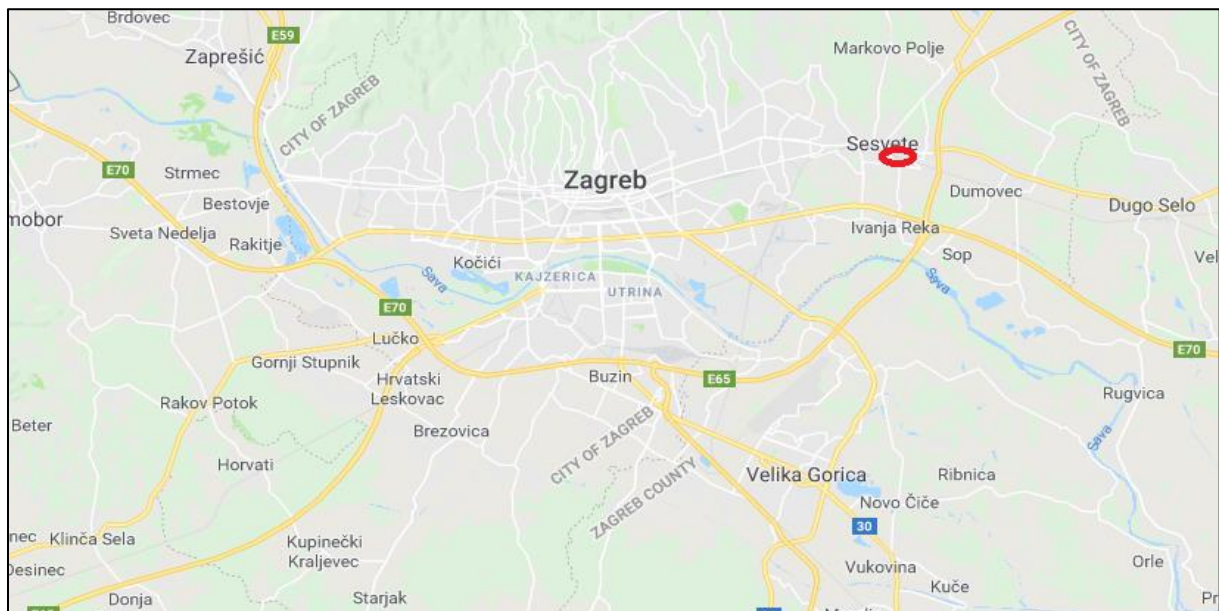 Brdovec
E59
Markovo Polje
Zaprešić
CITY OF ZAGREB
CITY OF ZAGREB
Sesvete
E70
Strmec
Zagreb
Dumovec
Bestovje
Dugo Selo
mobor
Sveta Nedelja
Rakitje
Ivanja Reka
Sop
Vel
Kočići
Sava
KAJZERICA
UTRINA
Sava
E70
Lučko
E70
Gornji Stupnik
Buzin
E65
Hrvatski
Leskovac
Rugvica
Rakov Potok
Beter
Brezovica
CITY OF ZAGREB
ZAGREB COUNTY
Sava
Horvati
Velika Gorica
Ribnica
Novo Čiče
30
nec
Klinča Sela
Kupinečki
Kraljevec
Desinec
Vukovina
Orle
Kuče
Donja
Starjak
Pr